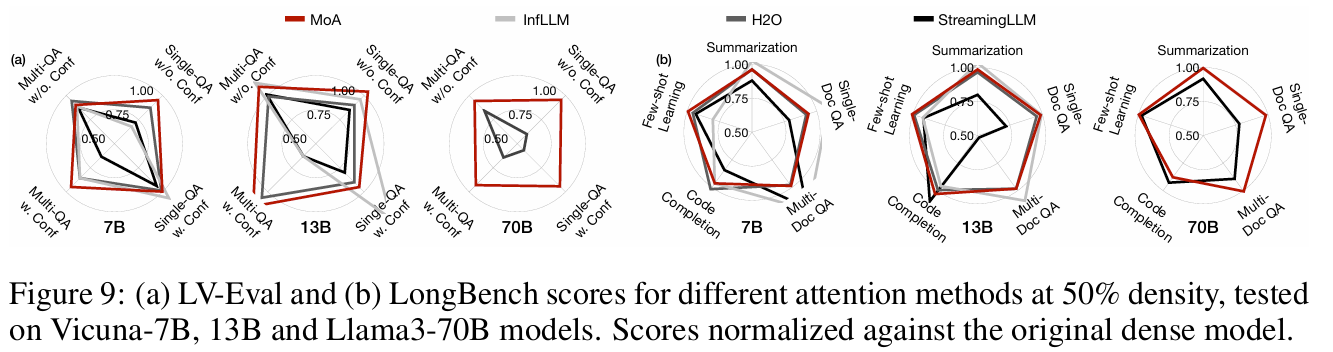 MoA InfLLM H2O StreamingLLM
(a)
Multi-QA
w/o. Conf
Single-QA
w/o. Conf
1.00
0.75
0.50
Multi-QA
w. Conf
Single-QA
w. Conf
7B
Multi-QA
w/o. Conf
Single-QA
w/o. Conf
1.00
0.75
0.50
Multi-QA
w. Conf
Single-QA
w. Conf
13B
Multi-QA
w/o. Conf
Single-QA
w/o. Conf
1.00
0.75
0.50
Multi-QA
w. Conf
Single-QA
w. Conf
70B
(b)
Summarization
1.00
0.75
0.50
Few-shot
Learning
Single-
Doc QA
Code
Completion
Multi-
Doc QA
7B
Summarization
1.00
0.75
0.50
Few-shot
Learning
Single-
Doc QA
Code
Completion
Multi-
Doc QA
13B
Summarization
1.00
0.75
0.50
Few-shot
Learning
Single-
Doc QA
Code
Completion
Multi-
Doc QA
70B
Figure 9: (a) LV-Eval and (b) LongBench scores for different attention methods at 50% density, tested
on Vicuna-7B, 13B and Llama3-70B models. Scores normalized against the original dense model.